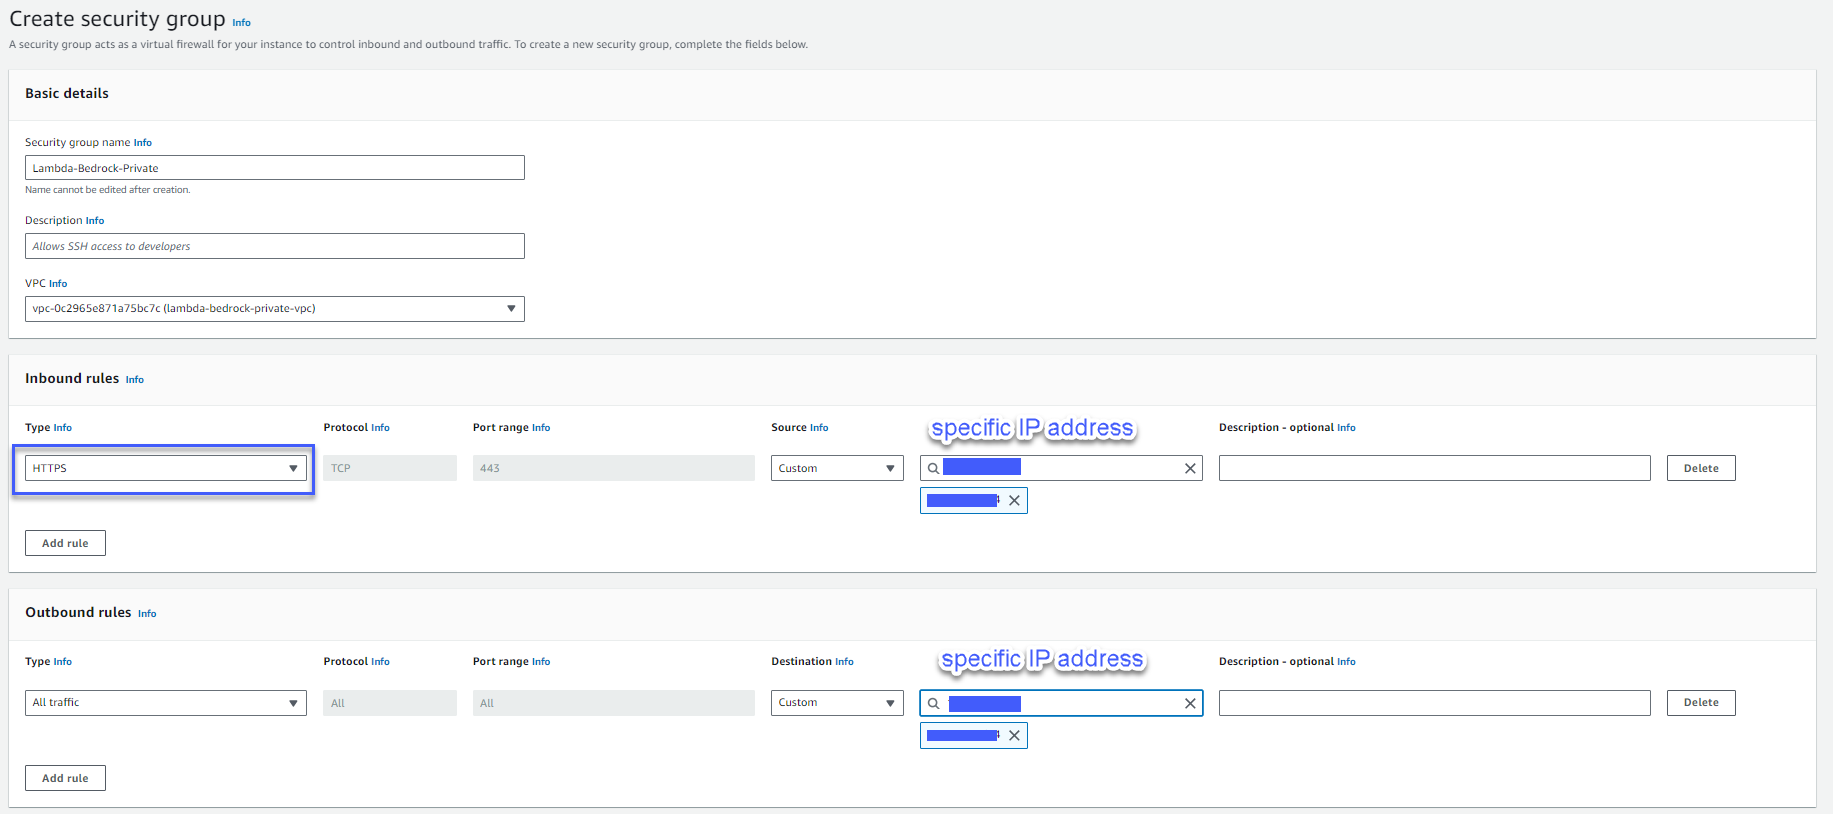 Create security group Info
A security group acts as a virtual firewall for your instance to control inbound and outbound traffic. To create a new security group, complete the fields below.
Basic details
Security group name Info
Lambda-Bedrock-Private
Name cannot be edited after creation.
Description Info
Allows SSH access to developers
VPC Info
vpc-0c2965e871a75bc7c (lambda-bedrock-private-vpc)
Inbound rules Info
specific IP address
Type Info Protocol Info Port range Info Source Info Description - optional Info
HTTPS TCP 443 Custom Delete
Add rule
Outbound rules Info
specific IP address
Type Info Protocol Info Port range Info Destination Info Description - optional Info
All traffic All All Custom Delete
Add rule